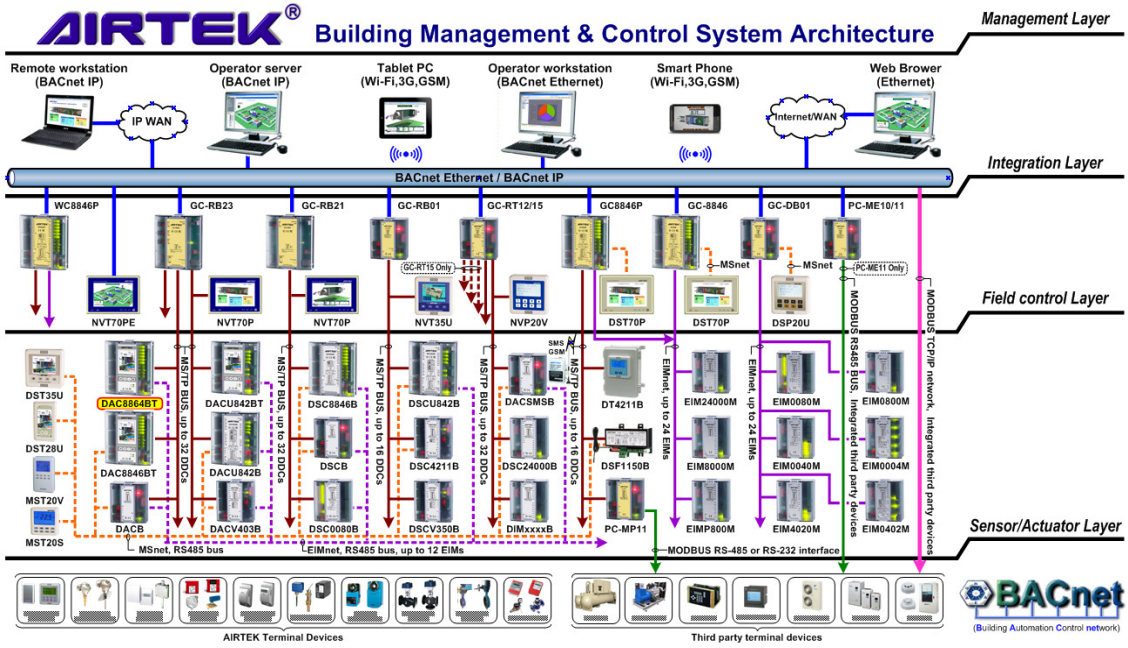 AIRTEK®
Building Management & Control System Architecture
Management Layer
Remote workstation
(BACnet IP)
Operator server
(BACnet IP)
Tablet PC
(Wi-Fi,3G,GSM)
Operator workstation
(BACnet Ethernet)
Smart Phone
(Wi-Fi,3G,GSM)
Web Brower
(Ethernet)
IP WAN
Internet/WAN
Integration Layer
BACnet Ethernet / BACnet IP
WC8846P
GC-RB23
GC-RB21
GC-RB01
GC-RT12/15
GC8846P
GC-8846
GC-DB01
PC-ME10/11
GC-RT15 Only
MSnet
MSnet
PC-ME11 Only
Field control Layer
NVT70PE
NVT70P
NVT70P
NVT35U
NVP20V
DST70P
DST70P
DSP20U
SMS
GSM
MS/TP BUS, up to 32 DDCs
MS/TP BUS, up to 32 DDCs
MS/TP BUS, up to 16 DDCs
MS/TP BUS, up to 32 DDCs
MS/TP BUS, up to 16 DDCs
EIMnet, up to 24 EIMs
EIMnet, up to 24 EIMs
MODBUS RS485 BUS, Integrated third party devices
MODBUS TCP/IP network, Integrated third party devices
DST35U
DAC8864BT
DACU842BT
DSC8846B
DSCU842B
DACSMSB
DT4211B
EIM24000M
EIM0080M
EIM0800M
DST28U
DAC8846BT
DACU842B
DSCB
DSC4211B
DSC24000B
DSF1150B
EIM8000M
EIM0040M
EIM0004M
MST20V
MST20S
DACB
DACV403B
DSC0080B
DSCV350B
DIMxxxxB
PC-MP11
EIMP800M
EIM4020M
EIM0402M
Sensor/Actuator Layer
MSnet, RS485 bus
EIMnet, RS485 bus, up to 12 EIMs
MODBUS RS-485 or RS-232 interface
AIRTEK Terminal Devices
Third party terminal devices
BACnet
(Building Automation Control network)